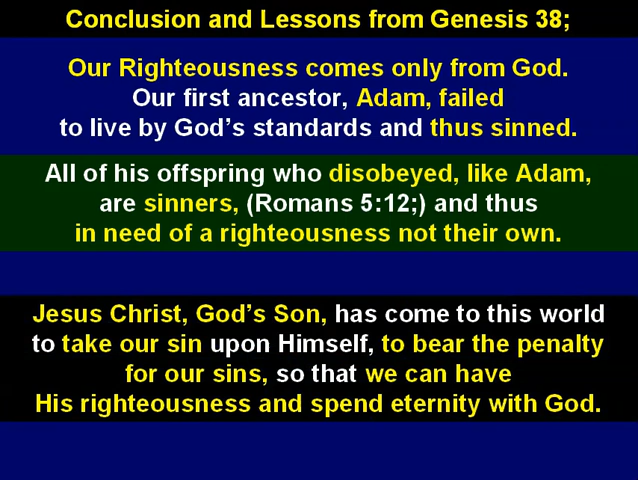 Conclusion and Lessons from Genesis 38;
Our Righteousness comes only from God.
Our first ancestor, Adam, failed
to live by God's standards and thus sinned.
All of his offspring who disobeyed, like Adam,
are sinners, (Romans 5:12;) and thus
in need of a righteousness not their own.
Jesus Christ, God's Son, has come to this world
to take our sin upon Himself, to bear the penalty
for our sins, so that we can have
His righteousness and spend eternity with God.